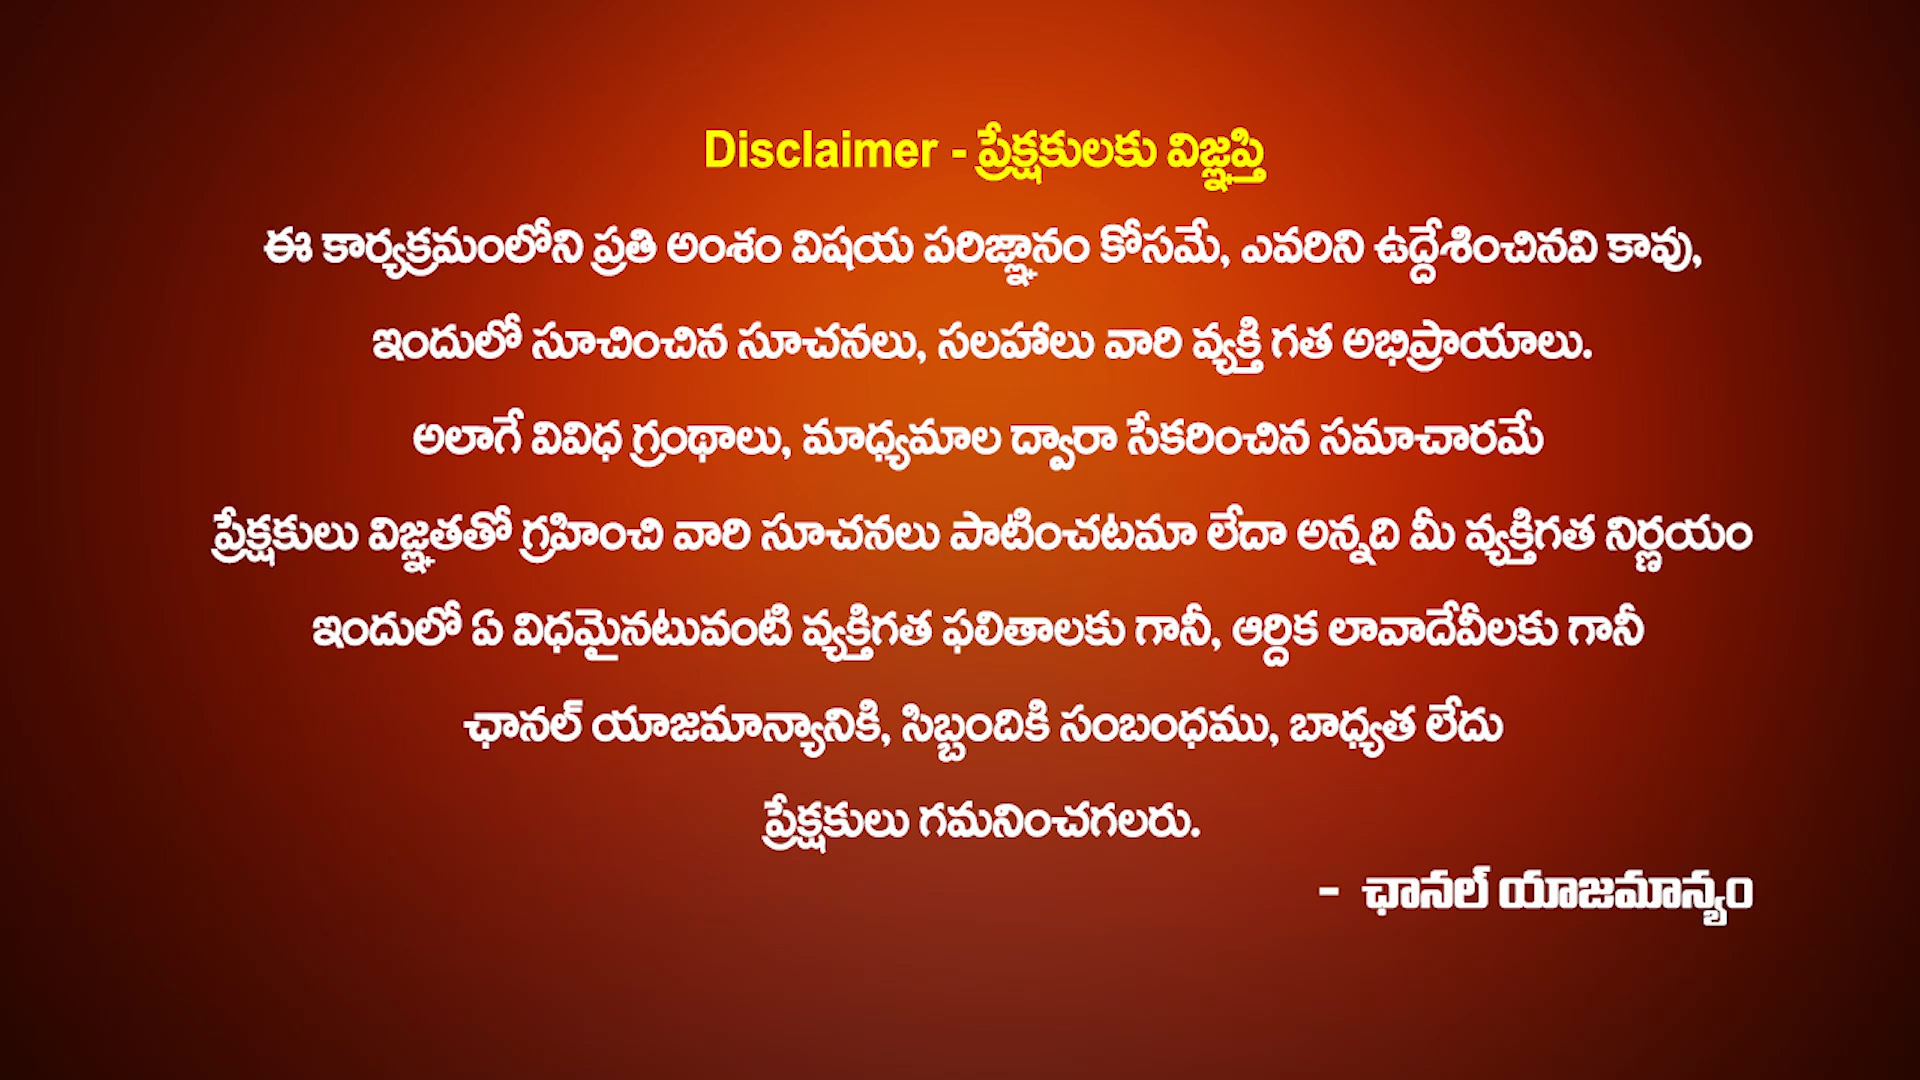 Disclaimer - ప్రేక్షకులకు విజ్ఞప్తి
ఈ కార్యక్రమంలోని ప్రతి అంశం విషయ పరిజ్ఞానం కోసమే, ఎవరిని ఉద్దేశించినవి కావు,
ఇందులో సూచించిన సూచనలు, సలహాలు వారి వ్యక్తి గత అభిప్రాయాలు.
అలాగే వివిధ గ్రంథాలు, మాధ్యమాల ద్వారా సేకరించిన సమాచారమే
ప్రేక్షకులు విజ్ఞతతో గ్రహించి వారి సూచనలు పాటించటమా లేదా అన్నది మీ వ్యక్తిగత నిర్ణయం
ఇందులో ఏ విధమైనటువంటి వ్యక్తిగత ఫలితాలకు గానీ, ఆర్దిక లావాదేవీలకు గానీ
ఛానల్ యాజమాన్యానికి, సిబ్బందికి సంబంధము, బాధ్యత లేదు
ప్రేక్షకులు గమనించగలరు.
- ఛానల్ యాజమాన్యం